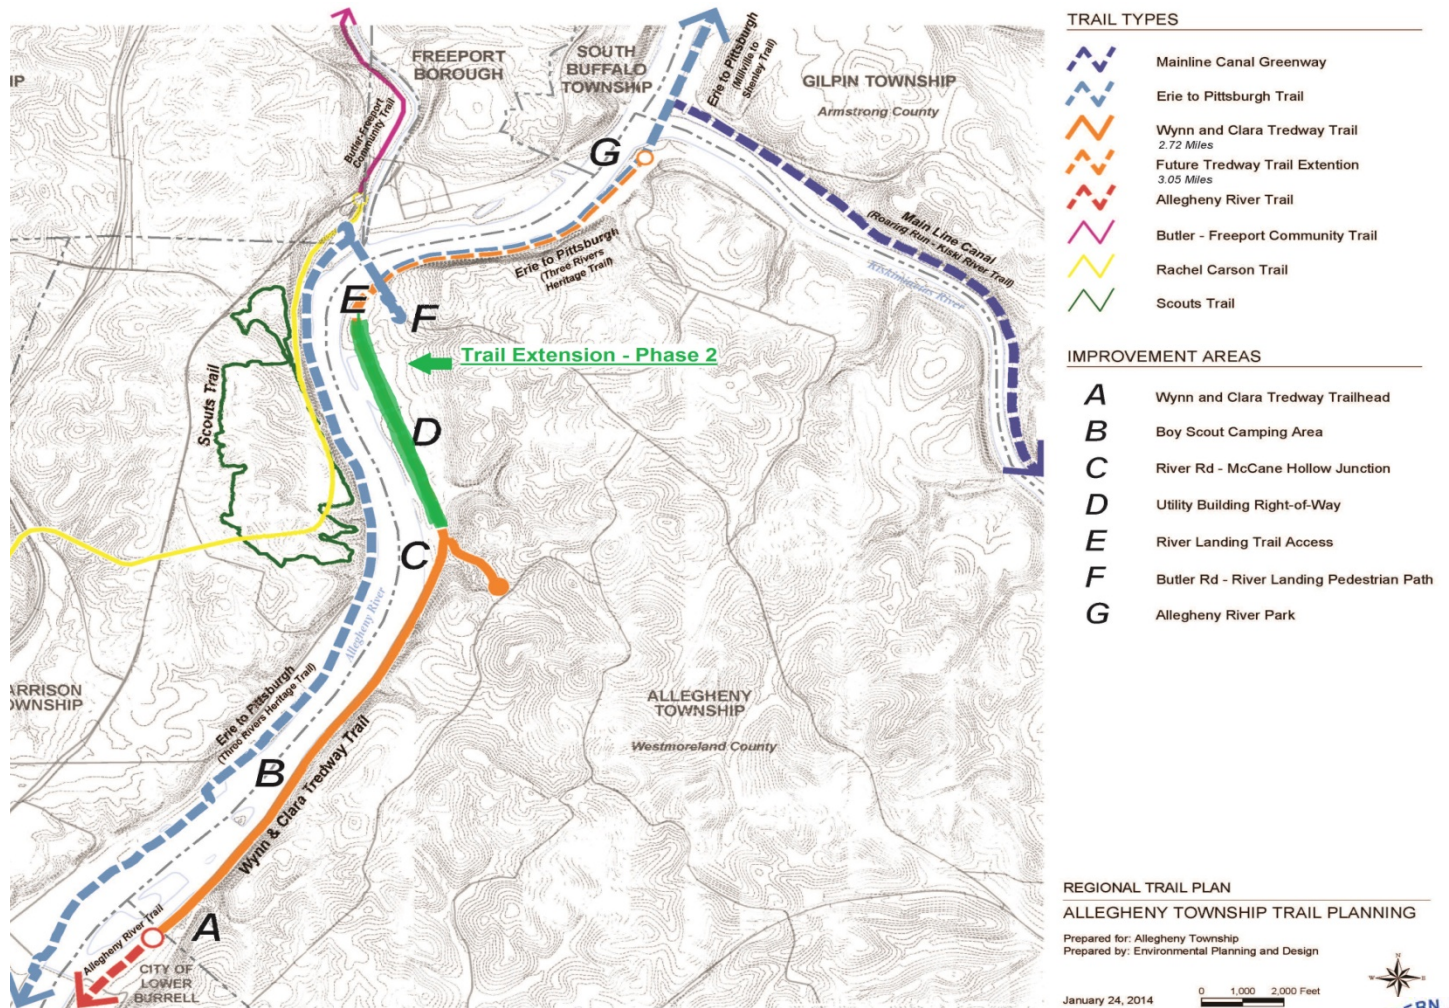 FREEPORT
BOROUGH
SOUTH
BUFFALO
TOWNSHIP
GILPIN TOWNSHIP
Armstrong County
Erie to Pittsburgh
(Millville to
Shenley Trail)
Butler-Freeport
Community Trail
G
Main Line Canal
(Roaring Run - Kiski River Trail)
Kiskiminetas River
Erie to Pittsburgh
(Three Rivers
Heritage Trail)
E
F
Trail Extension - Phase 2
Scouts Trail
D
C
Allegheny River
Erie to Pittsburgh
(Three Rivers Heritage Trail)
ALLEGHENY
TOWNSHIP
Westmoreland County
B
Wynn & Clara Tredway Trail
A
Allegheny River Trail
CITY OF
LOWER
BURRELL
IP
ARRISON
OWNSHIP
TRAIL TYPES
Mainline Canal Greenway
Erie to Pittsburgh Trail
Wynn and Clara Tredway Trail
2.72 Miles
Future Tredway Trail Extention
3.05 Miles
Allegheny River Trail
Butler - Freeport Community Trail
Rachel Carson Trail
Scouts Trail
IMPROVEMENT AREAS
A Wynn and Clara Tredway Trailhead
B Boy Scout Camping Area
C River Rd - McCane Hollow Junction
D Utility Building Right-of-Way
E River Landing Trail Access
F Butler Rd - River Landing Pedestrian Path
G Allegheny River Park
REGIONAL TRAIL PLAN
ALLEGHENY TOWNSHIP TRAIL PLANNING
Prepared for: Allegheny Township
Prepared by: Environmental Planning and Design
N
W E
S
January 24, 2014
0 1,000 2,000 Feet
ERN